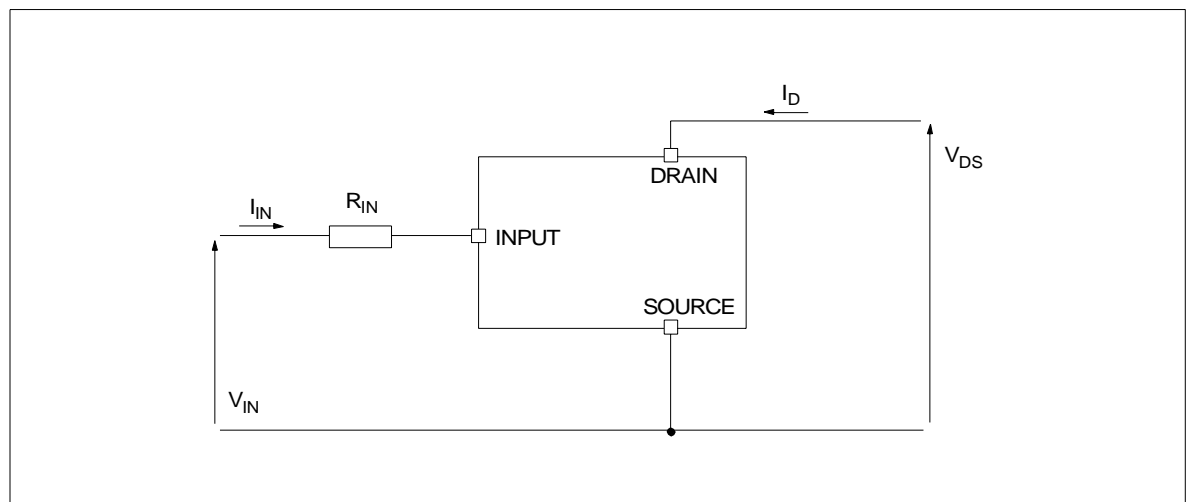 I_D
DRAIN
V_DS
I_IN
R_IN
INPUT
SOURCE
V_IN